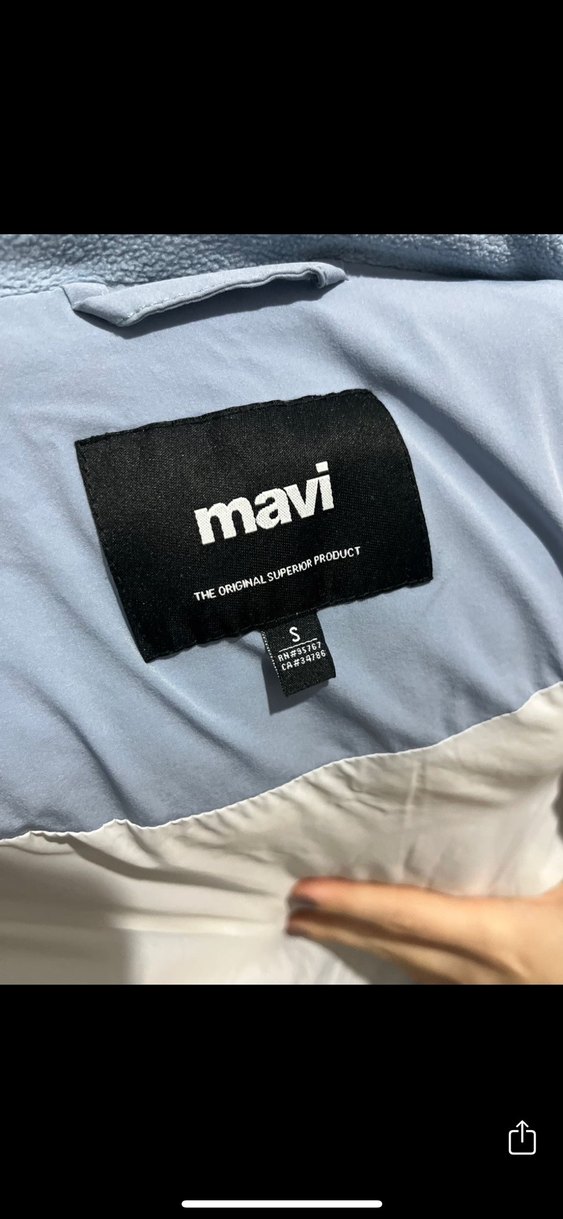 mavi
THE ORIGINAL SUPERIOR PRODUCT
S
RN#95767
CA#34786